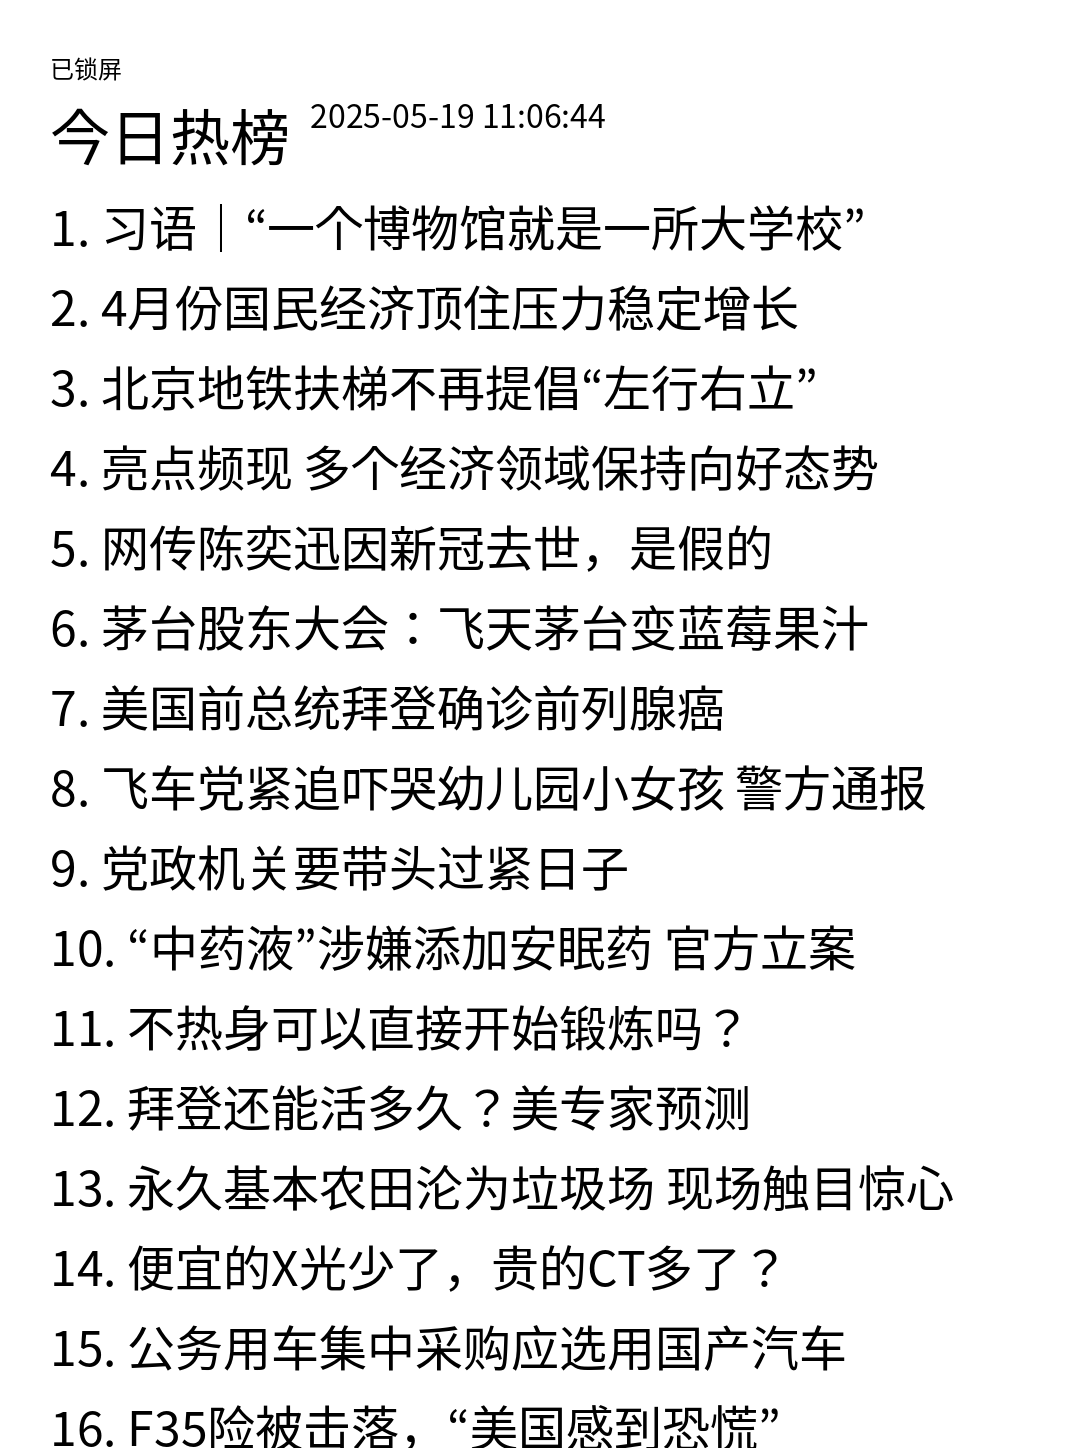 已锁屏
今日热榜 2025-05-19 11:06:44
1. 习语｜“一个博物馆就是一所大学校”
2. 4月份国民经济顶住压力稳定增长
3. 北京地铁扶梯不再提倡“左行右立”
4. 亮点频现 多个经济领域保持向好态势
5. 网传陈奕迅因新冠去世，是假的
6. 茅台股东大会：飞天茅台变蓝莓果汁
7. 美国前总统拜登确诊前列腺癌
8. 飞车党紧追吓哭幼儿园小女孩 警方通报
9. 党政机关要带头过紧日子
10. “中药液”涉嫌添加安眠药 官方立案
11. 不热身可以直接开始锻炼吗？
12. 拜登还能活多久？美专家预测
13. 永久基本农田沦为垃圾场 现场触目惊心
14. 便宜的X光少了，贵的CT多了？
15. 公务用车集中采购应选用国产汽车
16. F35险被击落，“美国感到恐慌”